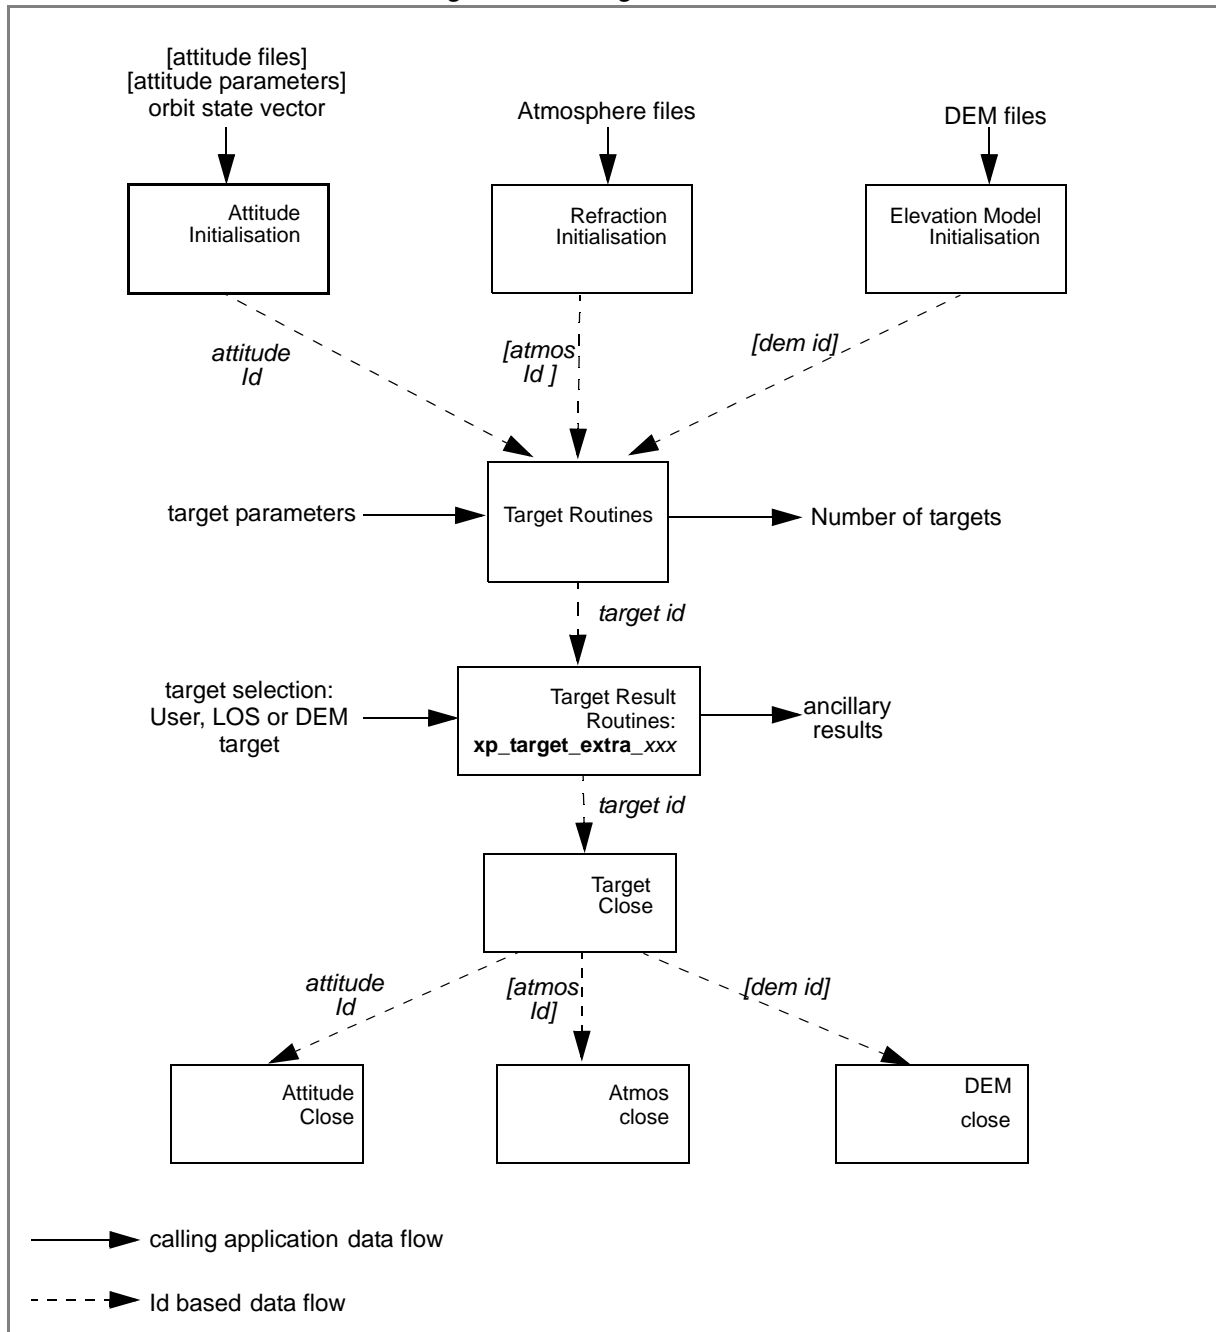 [attitude files]
[attitude parameters]
orbit state vector
Atmosphere files
DEM files
Attitude
Initialisation
Refraction
Initialisation
Elevation Model
Initialisation
attitude
Id
[atmos
Id ]
[dem id]
target parameters
Target Routines
Number of targets
target id
target selection:
User, LOS or DEM
target
Target Result
Routines:
xp_target_extra_xxx
ancillary
results
target id
Target
Close
attitude
Id
[atmos
Id]
[dem id]
Attitude
Close
Atmos
close
DEM
close
calling application data flow
Id based data flow